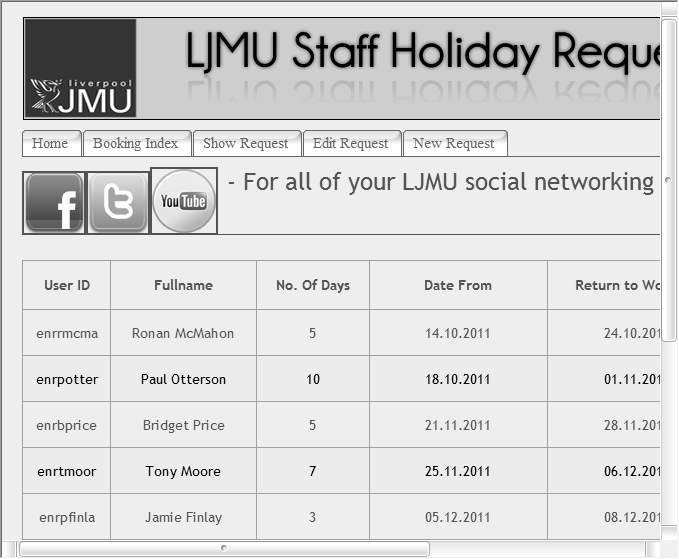 LJMU Staff Holiday Reque
liverpool
JMU
Home Booking Index Show Request Edit Request New Request
f t You Tube - For all of your LJMU social networking
User ID Fullname No. Of Days Date From Return to Wo
enrrmcma Ronan McMahon 5 14.10.2011 24.10.201
enrpotter Paul Otterson 10 18.10.2011 01.11.201
enrbprice Bridget Price 5 21.11.2011 28.11.201
enrtmoor Tony Moore 7 25.11.2011 06.12.201
enrpfinla Jamie Finlay 3 05.12.2011 08.12.201